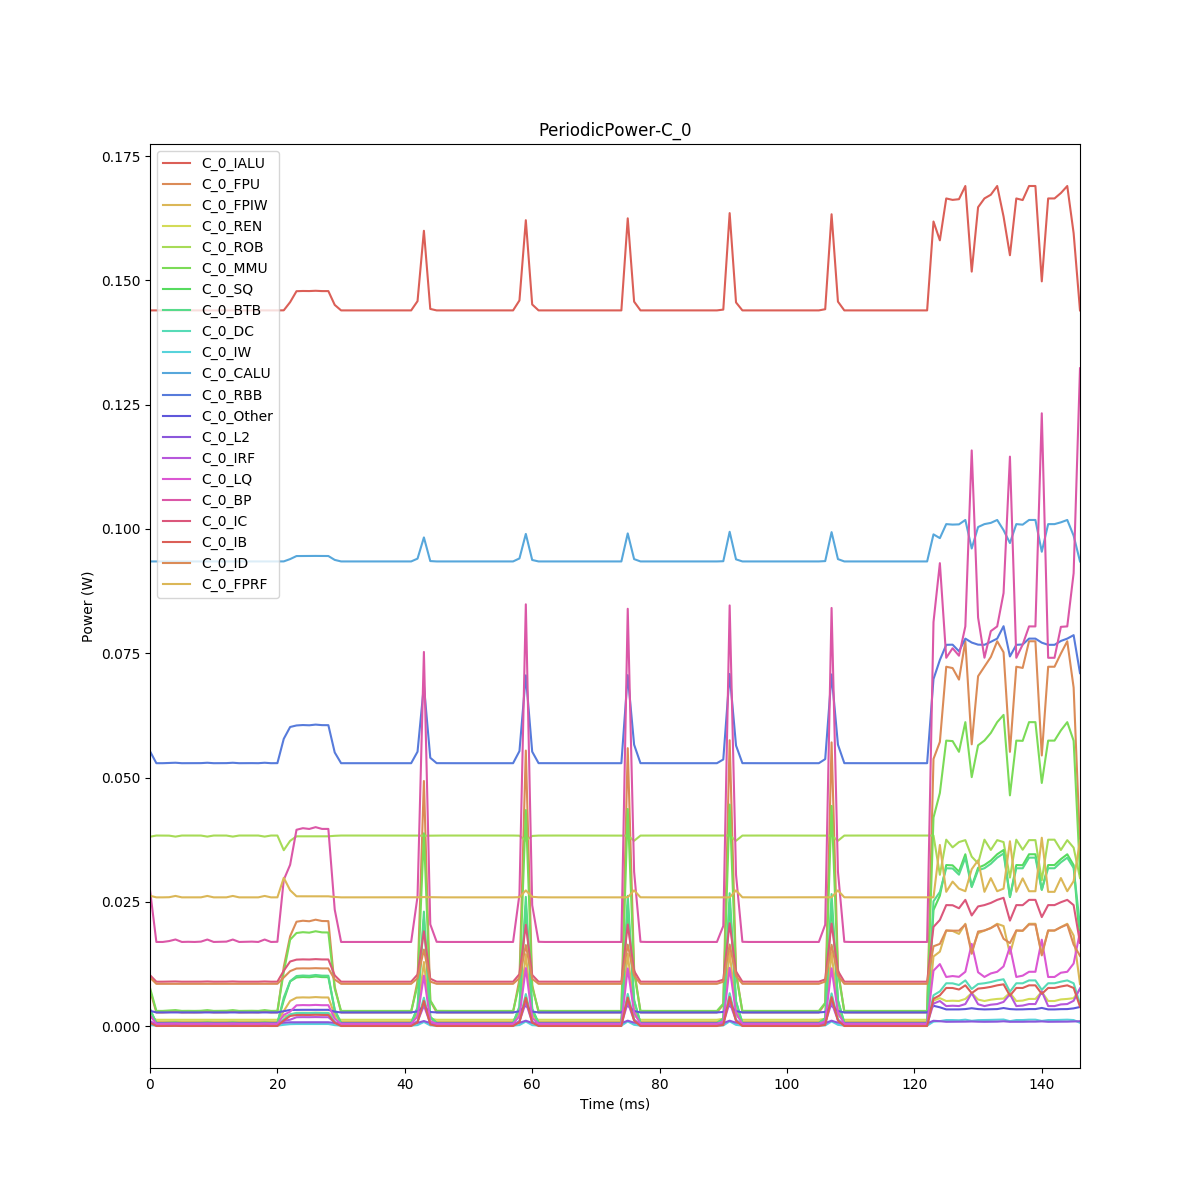 PeriodicPower-C_0
0.175
0.150
0.125
0.100
0.075
0.050
0.025
0.000
Power (W)
C_0_IALU
C_0_FPU
C_0_FPIW
C_0_REN
C_0_ROB
C_0_MMU
C_0_SQ
C_0_BTB
C_0_DC
C_0_IW
C_0_CALU
C_0_RBB
C_0_Other
C_0_L2
C_0_IRF
C_0_LQ
C_0_BP
C_0_IC
C_0_IB
C_0_ID
C_0_FPRF
0 20 40 60 80 100 120 140
Time (ms)